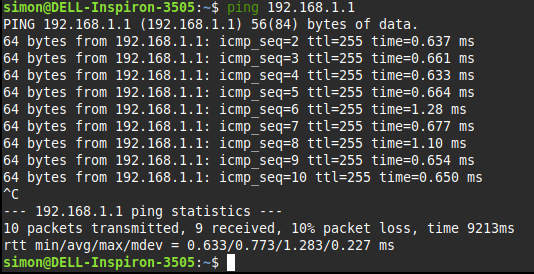 simon@DELL-Inspiron-3505:~$ ping 192.168.1.1
PING 192.168.1.1 (192.168.1.1) 56(84) bytes of data.
64 bytes from 192.168.1.1: icmp_seq=2 ttl=255 time=0.637 ms
64 bytes from 192.168.1.1: icmp_seq=3 ttl=255 time=0.661 ms
64 bytes from 192.168.1.1: icmp_seq=4 ttl=255 time=0.633 ms
64 bytes from 192.168.1.1: icmp_seq=5 ttl=255 time=0.664 ms
64 bytes from 192.168.1.1: icmp_seq=6 ttl=255 time=1.28 ms
64 bytes from 192.168.1.1: icmp_seq=7 ttl=255 time=0.677 ms
64 bytes from 192.168.1.1: icmp_seq=8 ttl=255 time=1.10 ms
64 bytes from 192.168.1.1: icmp_seq=9 ttl=255 time=0.654 ms
64 bytes from 192.168.1.1: icmp_seq=10 ttl=255 time=0.650 ms
^C
--- 192.168.1.1 ping statistics ---
10 packets transmitted, 9 received, 10% packet loss, time 9213ms
rtt min/avg/max/mdev = 0.633/0.773/1.283/0.227 ms
simon@DELL-Inspiron-3505:~$